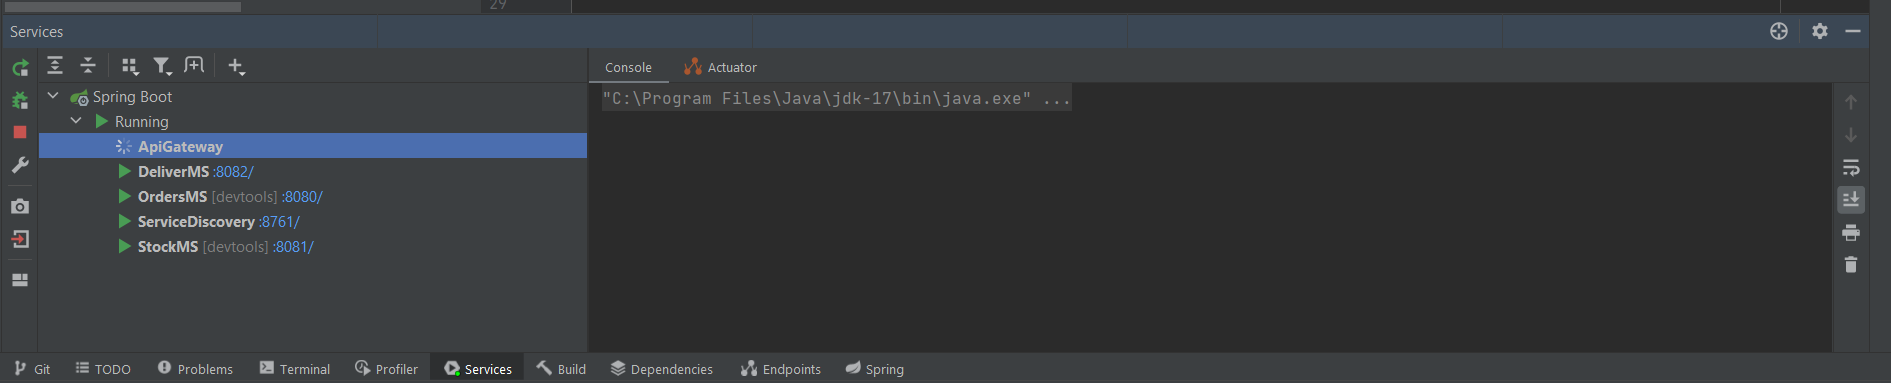 29
Services
Console Actuator
Spring Boot
"C:\Program Files\Java\jdk-17\bin\java.exe" ...
Running
ApiGateway
DeliverMS :8082/
OrdersMS [devtools] :8080/
ServiceDiscovery :8761/
StockMS [devtools] :8081/
Git TODO Problems Terminal Profiler Services Build Dependencies Endpoints Spring